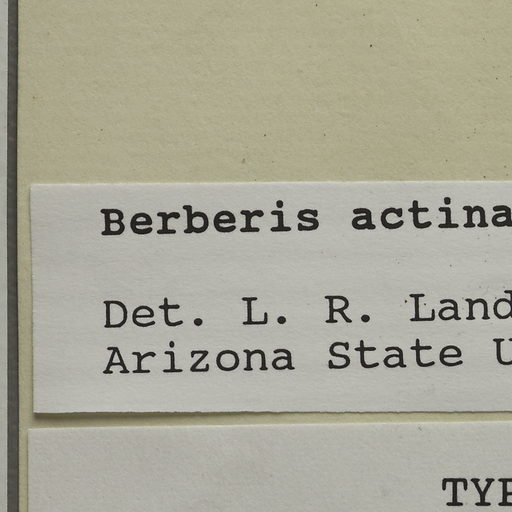 Berberis actina
Det. L. R. Land
Arizona State U
TYP